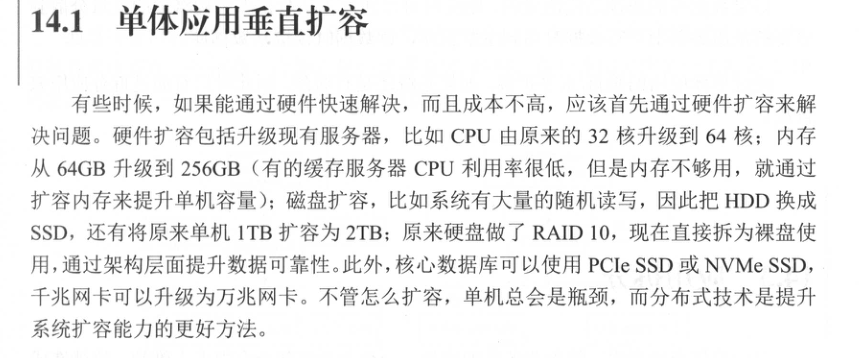 14.1 单体应用垂直扩容
有些时候，如果能通过硬件快速解决，而且成本不高，应该首先通过硬件扩容来解
决问题。硬件扩容包括升级现有服务器，比如 CPU 由原来的 32 核升级到 64 核；内存
从 64GB 升级到 256GB（有的缓存服务器 CPU 利用率很低，但是内存不够用，就通过
扩容内存来提升单机容量）；磁盘扩容，比如系统有大量的随机读写，因此把 HDD 换成
SSD，还有将原来单机 1TB 扩容为 2TB；原来硬盘做了 RAID 10，现在直接拆为裸盘使
用，通过架构层面提升数据可靠性。此外，核心数据库可以使用 PCIe SSD 或 NVMe SSD，
千兆网卡可以升级为万兆网卡。不管怎么扩容，单机总会是瓶颈，而分布式技术是提升
系统扩容能力的更好方法。